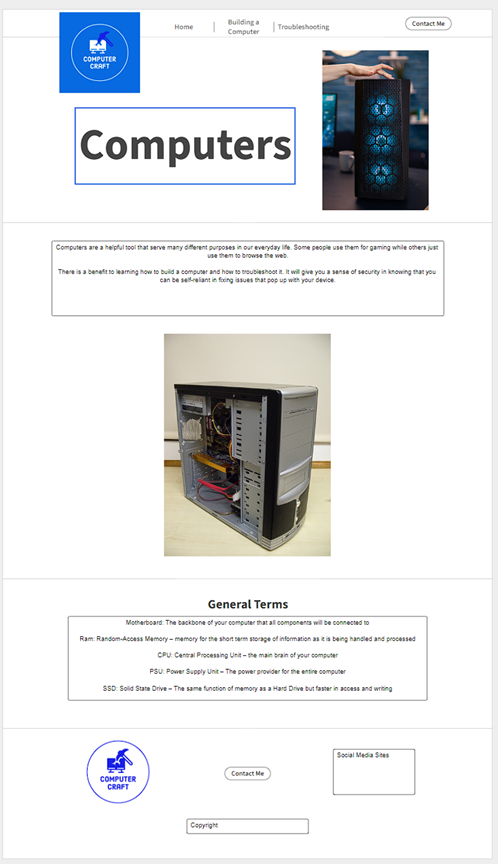 COMPUTER
CRAFT
Home
Building a
Computer
Troubleshooting
Contact Me
Computers
Computers are a helpful tool that serve many different purposes in our everyday life. Some people use them for gaming while others just
use them to browse the web.
There is a benefit to learning how to build a computer and how to troubleshoot it. It will give you a sense of security in knowing that you
can be self-reliant in fixing issues that pop up with your device.
General Terms
Motherboard: The backbone of your computer that all components will be connected to
Ram: Random-Access Memory – memory for the short term storage of information as it is being handled and processed
CPU: Central Processing Unit – the main brain of your computer
PSU: Power Supply Unit – The power provider for the entire computer
SSD: Solid State Drive – The same function of memory as a Hard Drive but faster in access and writing
COMPUTER
CRAFT
Contact Me
Social Media Sites
Copyright